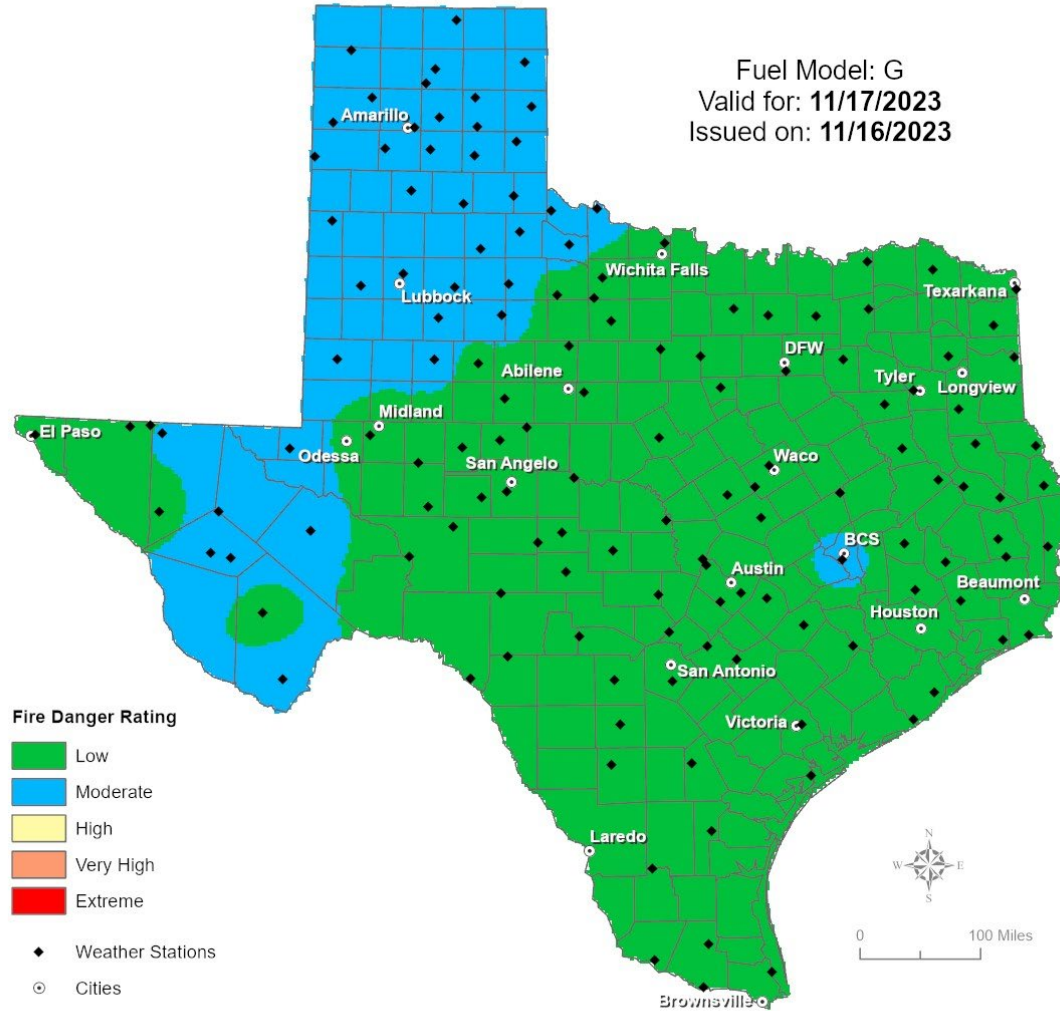 Fuel Model: G
Valid for: 11/17/2023
Issued on: 11/16/2023
Amarillo
Wichita Falls
Lubbock
Texarkana
DFW
Abilene
Tyler
Longview
Midland
El Paso
Odessa
San Angelo
Waco
BCS
Austin
Beaumont
Houston
San Antonio
Victoria
Laredo
Brownsville
Fire Danger Rating
Low
Moderate
High
Very High
Extreme
Weather Stations
Cities
N
W E
S
0 100 Miles